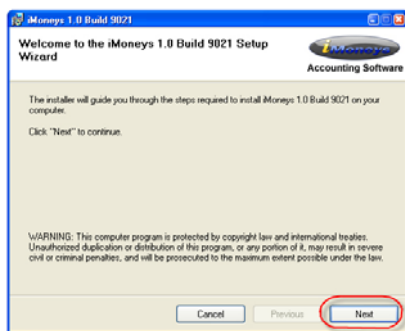 iMoneys 1.0 Build 9021
Welcome to the iMoneys 1.0 Build 9021 Setup
Wizard
iMoneys
Accounting Software
The installer will guide you through the steps required to install iMoneys 1.0 Build 9021 on your
computer.
Click "Next" to continue.
WARNING: This computer program is protected by copyright law and international treaties.
Unauthorized duplication or distribution of this program, or any portion of it, may result in severe
civil or criminal penalties, and will be prosecuted to the maximum extent possible under the law.
Cancel
Previous
Next